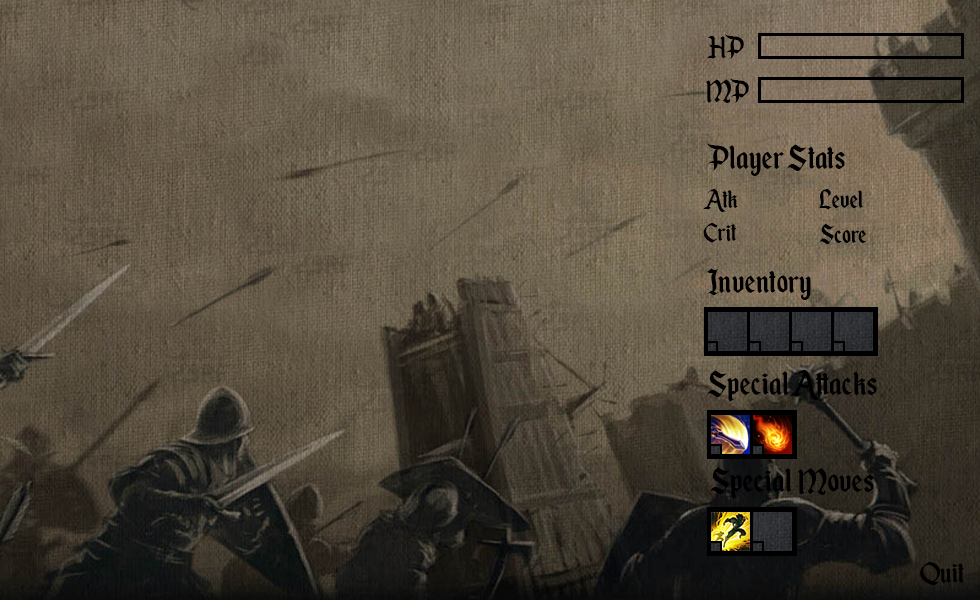 HP
MP
Player Stats
Atk Level
Crit Score
Inventory
Special Attacks
Special Moves
Quit